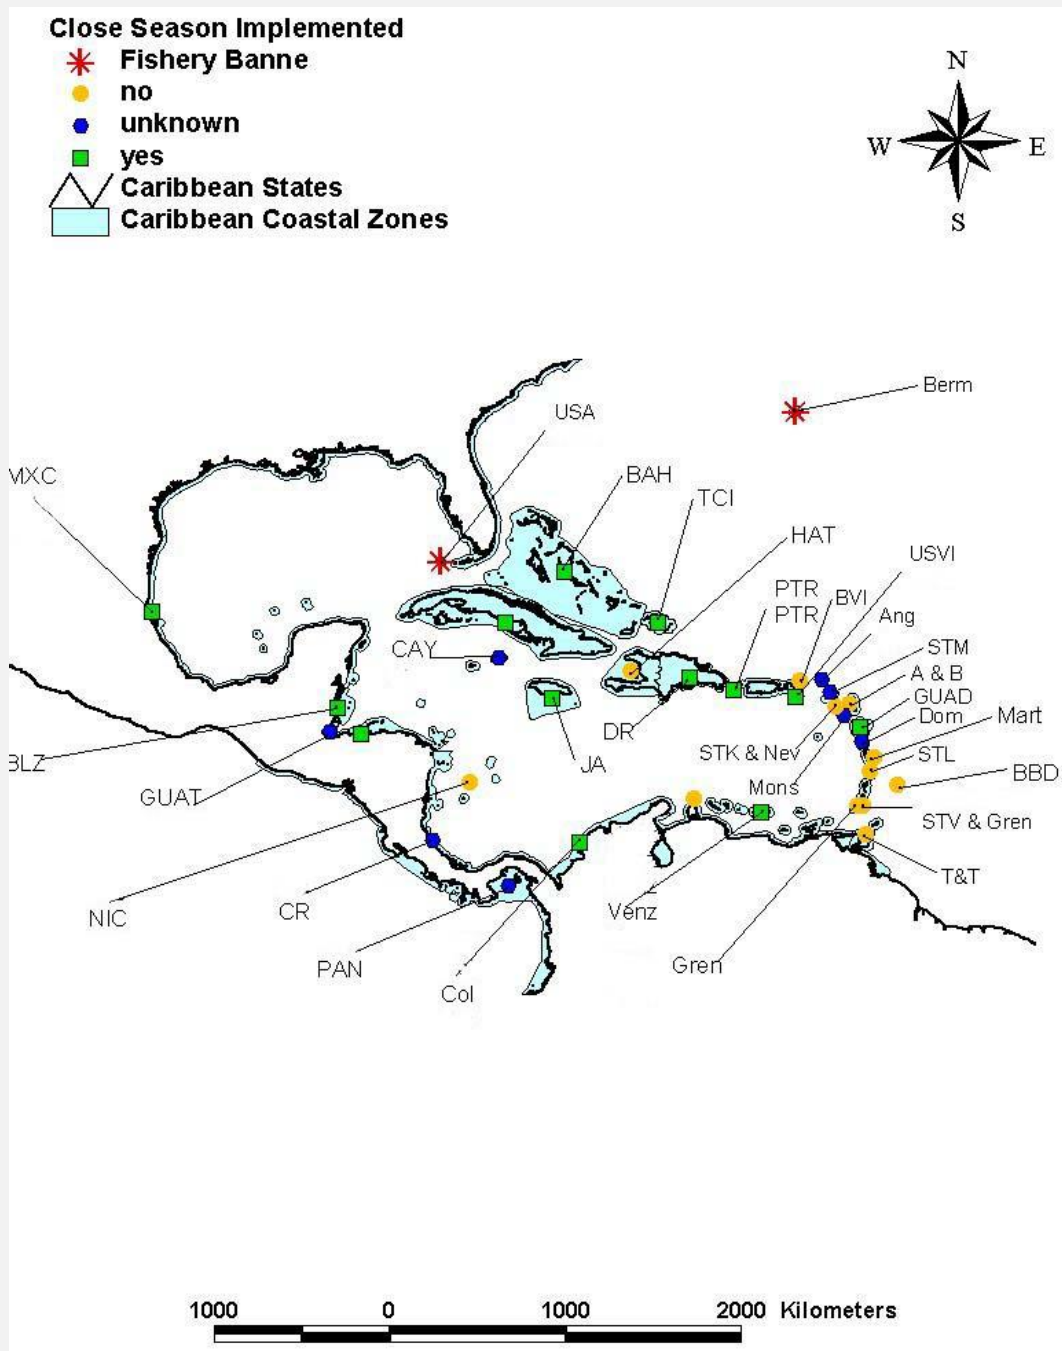 Close Season Implemented
Fishery Banne
no
unknown
yes
Caribbean States
Caribbean Coastal Zones
N
W
E
S
Berm
USA
MXC
BAH
TCI
HAT
USVI
PTR
PTR
BVI
Ang
STM
CAY
A & B
GUAD
Dom
Mart
DR
STK & Nev
STL
BLZ
JA
BBD
GUAT
Mons
STV & Gren
T&T
NIC
CR
Venz
PAN
Gren
Col
1000 0 1000 2000 Kilometers